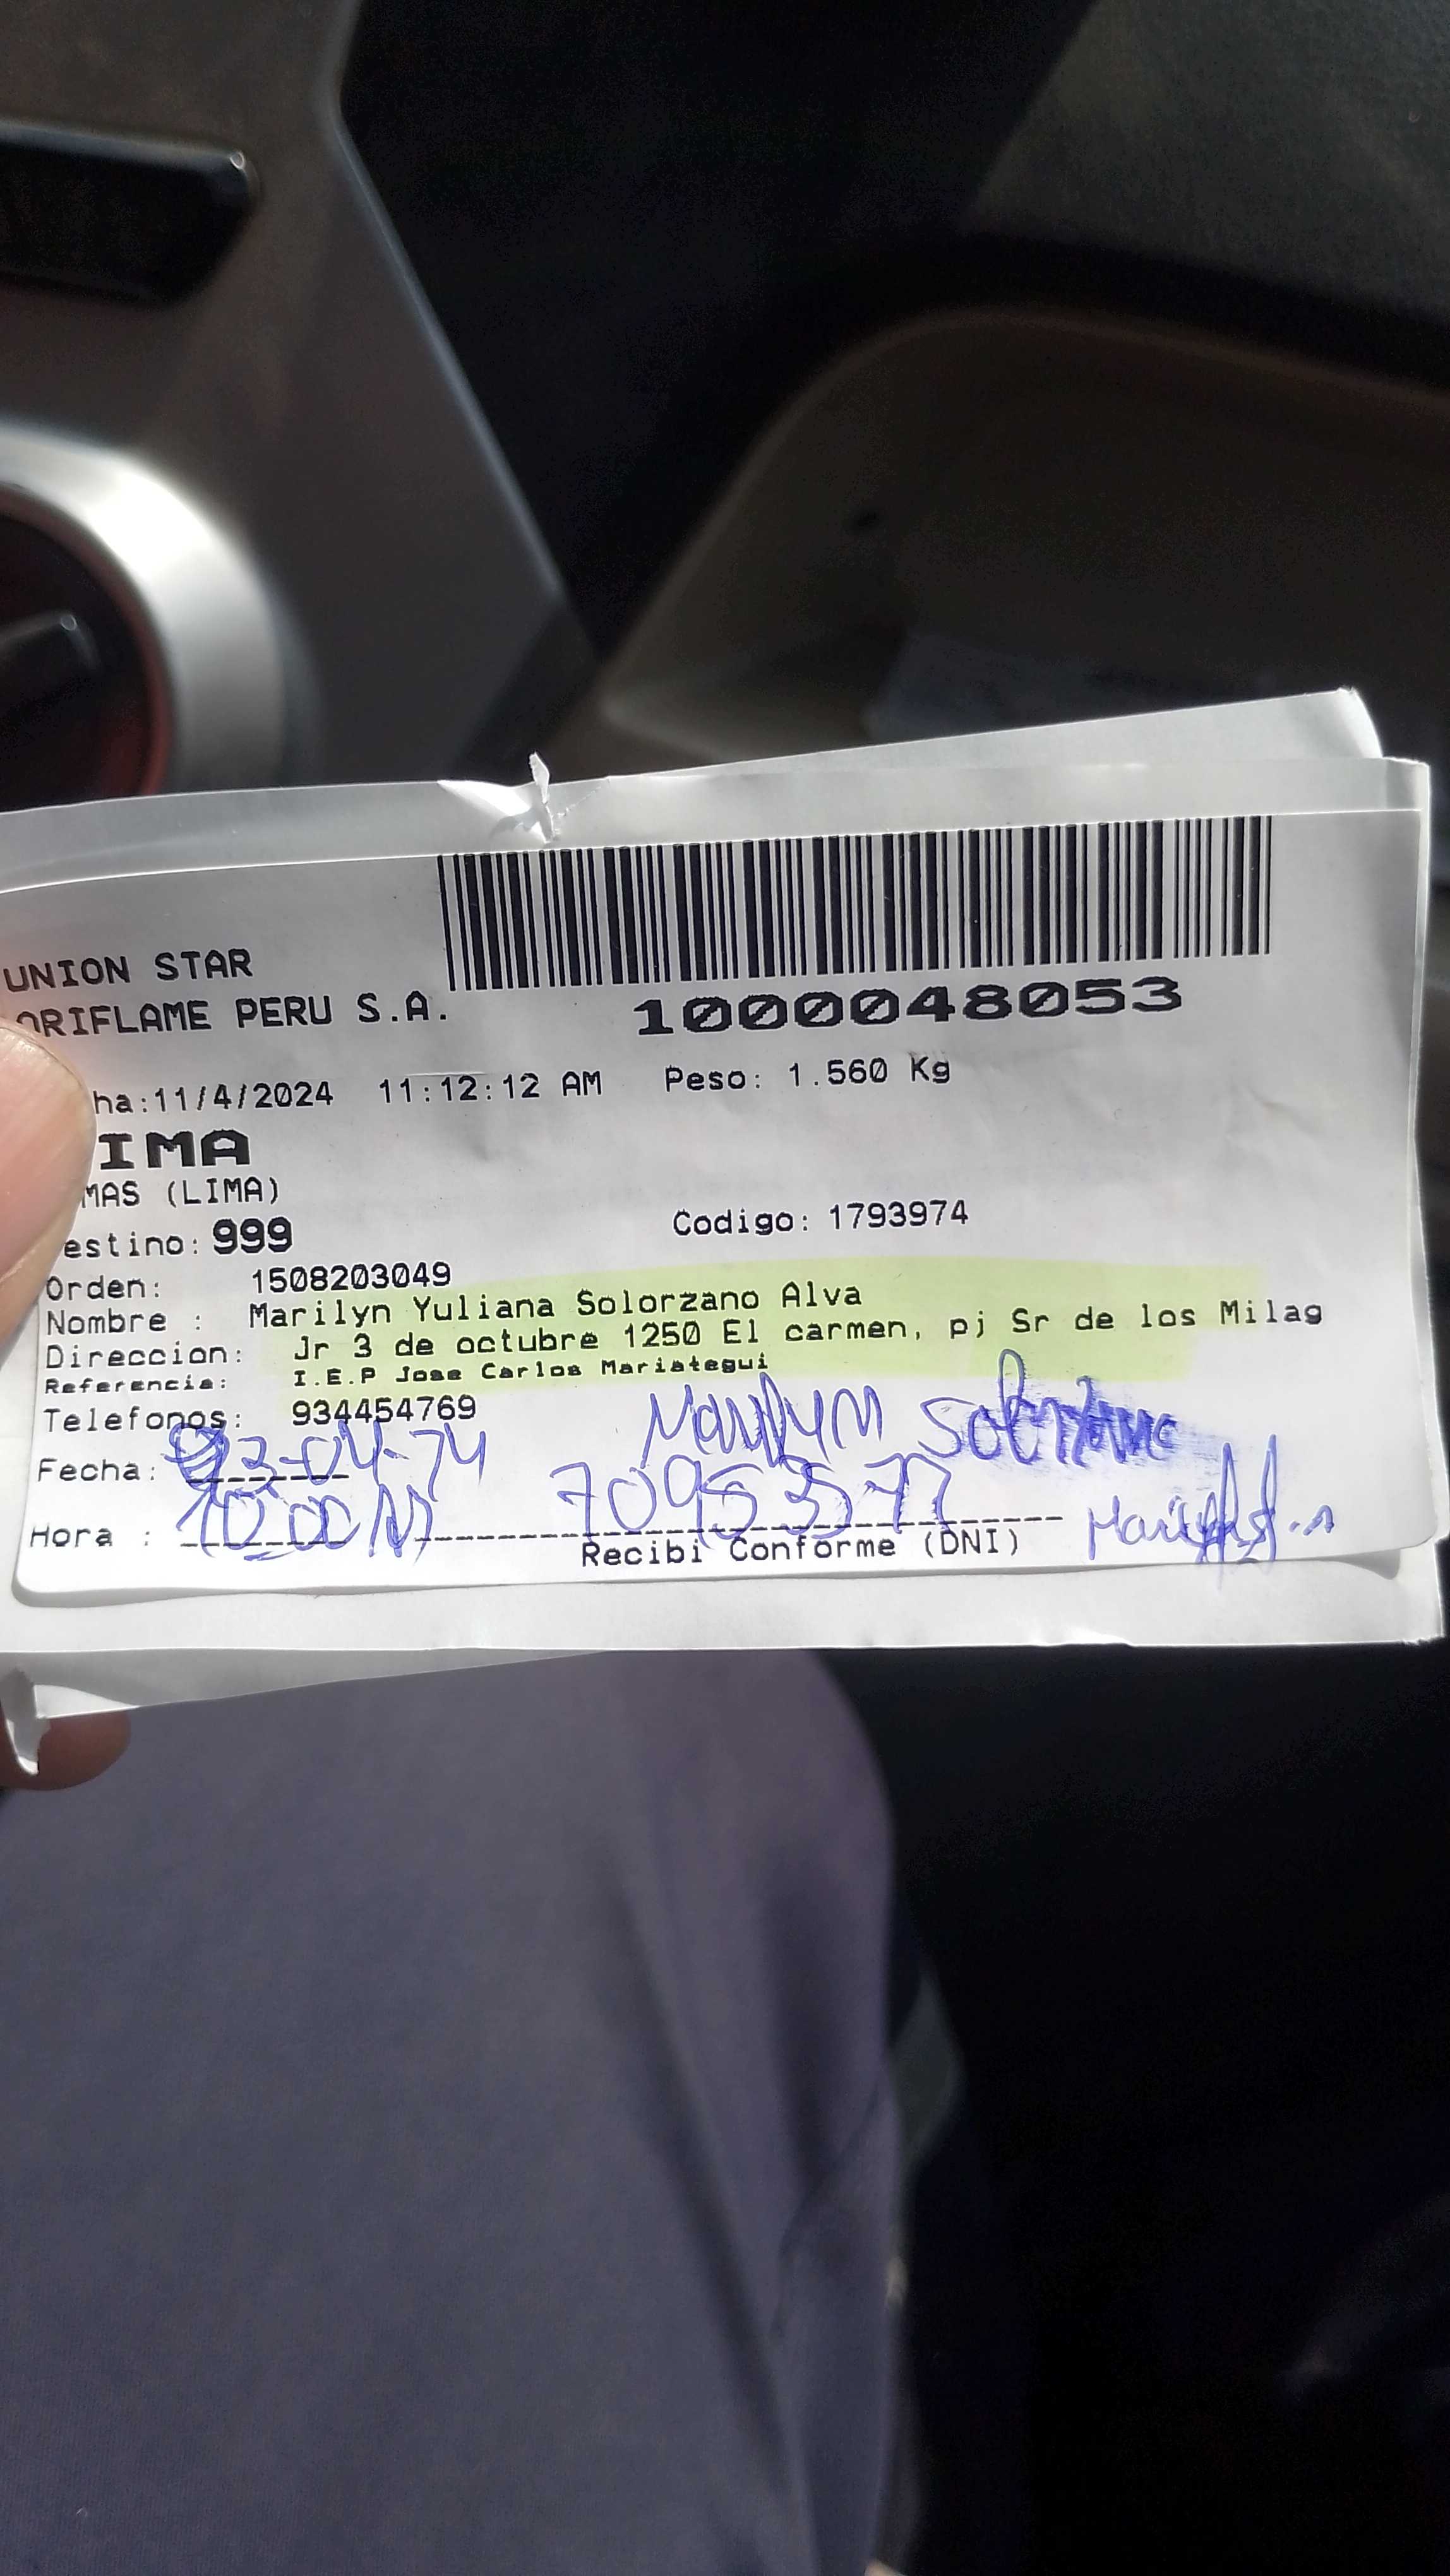 UNION STAR
ORIFLAME PERU S.A.
1000048053
ha:11/4/2024 11:12:12 AM Peso: 1.560 Kg
IMA
MAS (LIMA)
estino: 999 Codigo: 1793974
Orden: 1508203049
Nombre : Marilyn Yuliana Solorzano Alva
Direccion: Jr 3 de octubre 1250 El carmen, pj Sr de los Milag
Referencia: I.E.P Jose Carlos Mariategui
Telefonos: 934454769
Marilyn Solorzano
Fecha:
Hora :
Recibi Conforme (DNI)